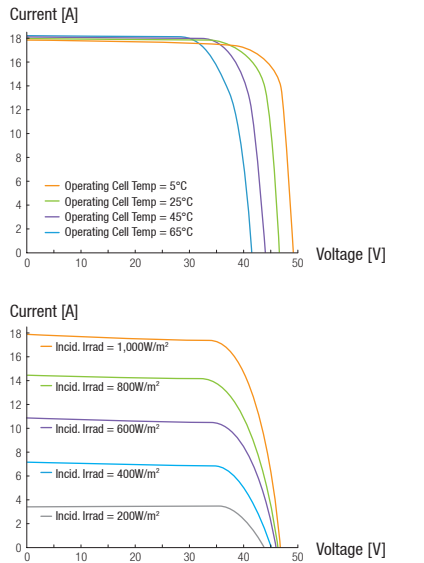 Current [A]
18
16
14
12
10
8
6
4
2
0
Operating Cell Temp = 5°C
Operating Cell Temp = 25°C
Operating Cell Temp = 45°C
Operating Cell Temp = 65°C
0 10 20 30 40 50
Voltage [V]
Current [A]
18
16
14
12
10
8
6
4
2
0
Incid. Irrad = 1,000W/m²
Incid. Irrad = 800W/m²
Incid. Irrad = 600W/m²
Incid. Irrad = 400W/m²
Incid. Irrad = 200W/m²
0 10 20 30 40 50
Voltage [V]